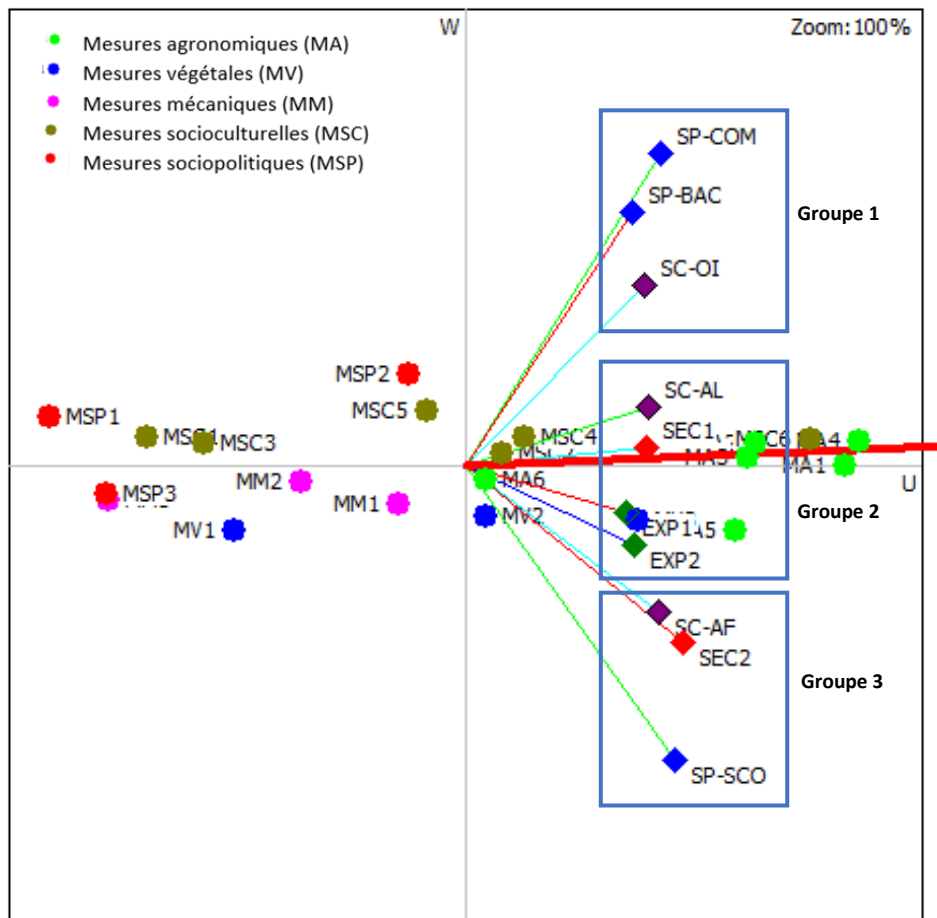 W
Zoom:100%
Mesures agronomiques (MA)
Mesures végétales (MV)
Mesures mécaniques (MM)
Mesures socioculturelles (MSC)
Mesures sociopolitiques (MSP)
SP-COM
SP-BAC
Groupe 1
SC-OI
MSP2
SC-AL
MSC5
MSP1
SEC1
MSC3
MSC4
MSC6
MA4
MA1
MA6
U
MM2
MSP3
MM1
Groupe 2
MV1
MV2
EXP1
EXP2
SC-AF
SEC2
Groupe 3
SP-SCO